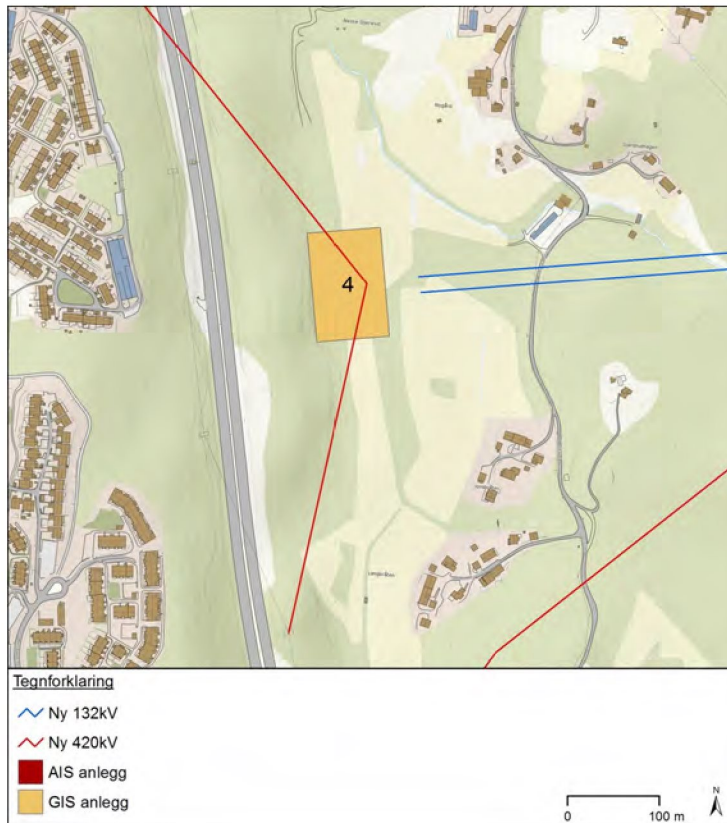 4
Tegnforklaring
Ny 132kV
Ny 420kV
AIS anlegg
GIS anlegg
N
0 100 m